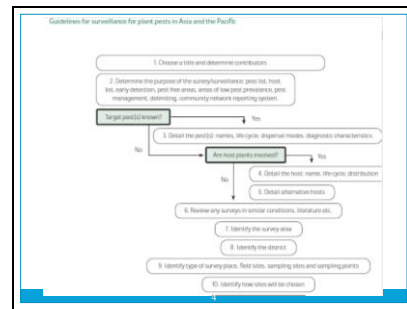 Guidelines for surveillance for plant pests in Asia and the Pacific
1. Choose a title and determine contributors
2. Determine the purpose of the survey/surveillance: pest list, host
list, early detection, pest free areas, areas of low pest prevalence, pest
management, delimiting, community network reporting system
Target pest(s) known?
Yes
3. Detail the pest(s): names, life cycle, dispersal modes, diagnostic characteristics
No
Are host plants involved?
Yes
4. Detail the host, name, life cycle, distribution
No
5. Detail alternative hosts
6. Review any surveys in similar conditions, literature etc.
7. Identify the survey area
8. Identify the district
9. Identify type of survey place, field sites, sampling sites and sampling points
10. Identify how sites will be chosen
4